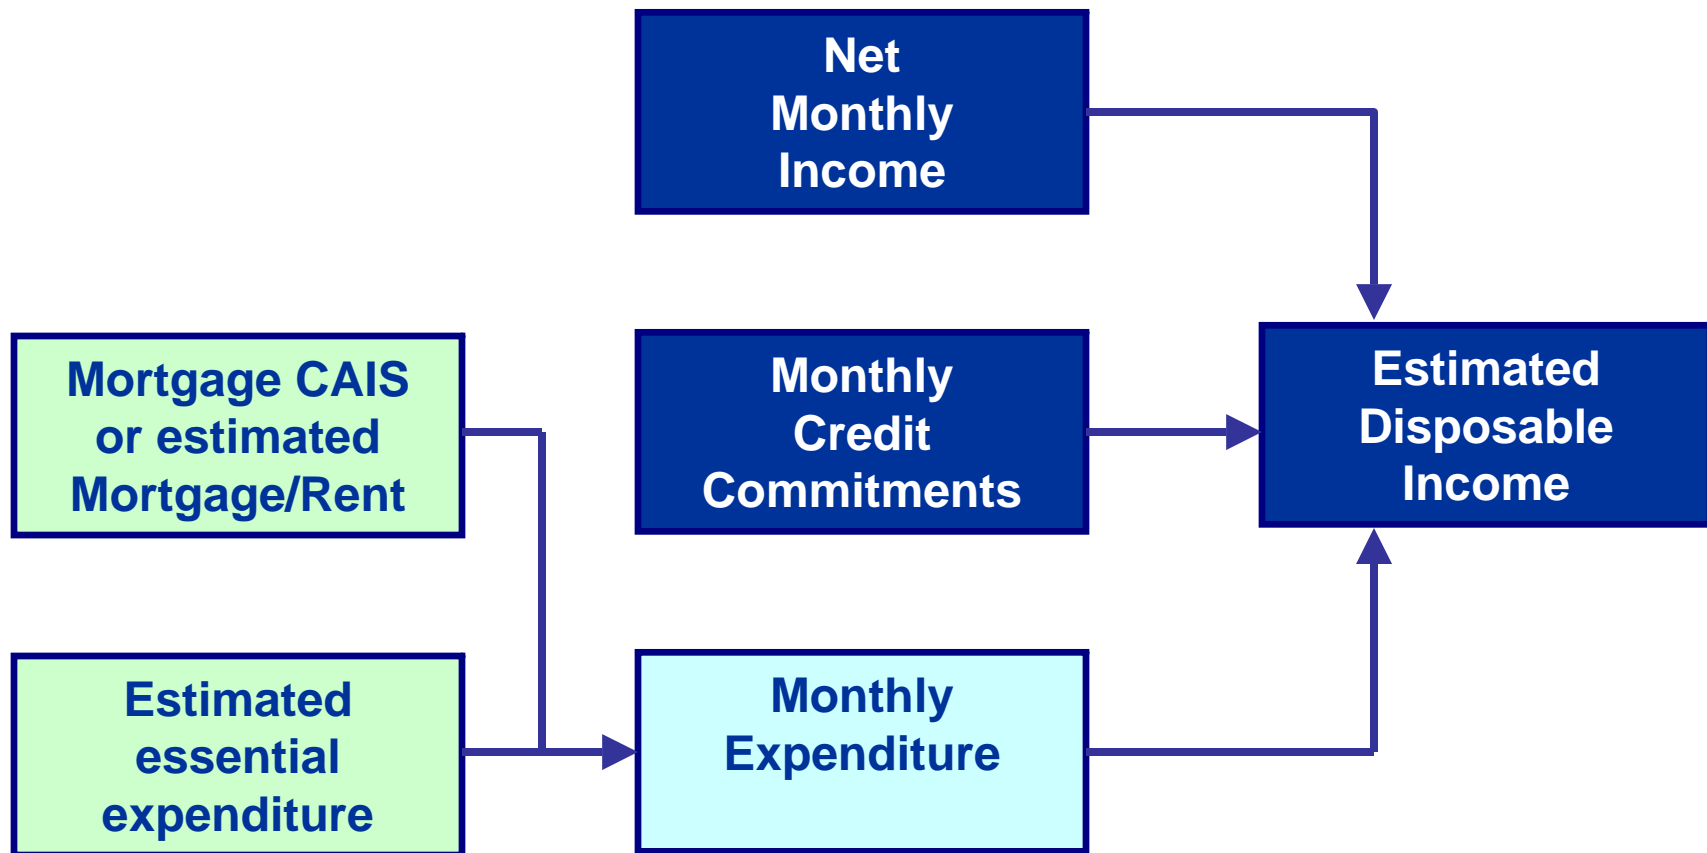 Net
Monthly
Income
Mortgage CAIS
or estimated
Mortgage/Rent
Monthly
Credit
Commitments
Estimated
Disposable
Income
Estimated
essential
expenditure
Monthly
Expenditure